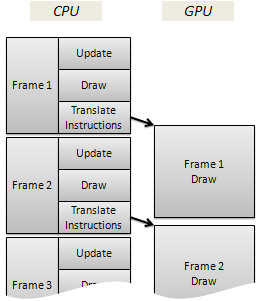 CPU
GPU
Frame 1
Update
Draw
Translate
Instructions
Frame 1
Draw
Frame 2
Update
Draw
Translate
Instructions
Frame 2
Draw
Frame 3
Update
Draw